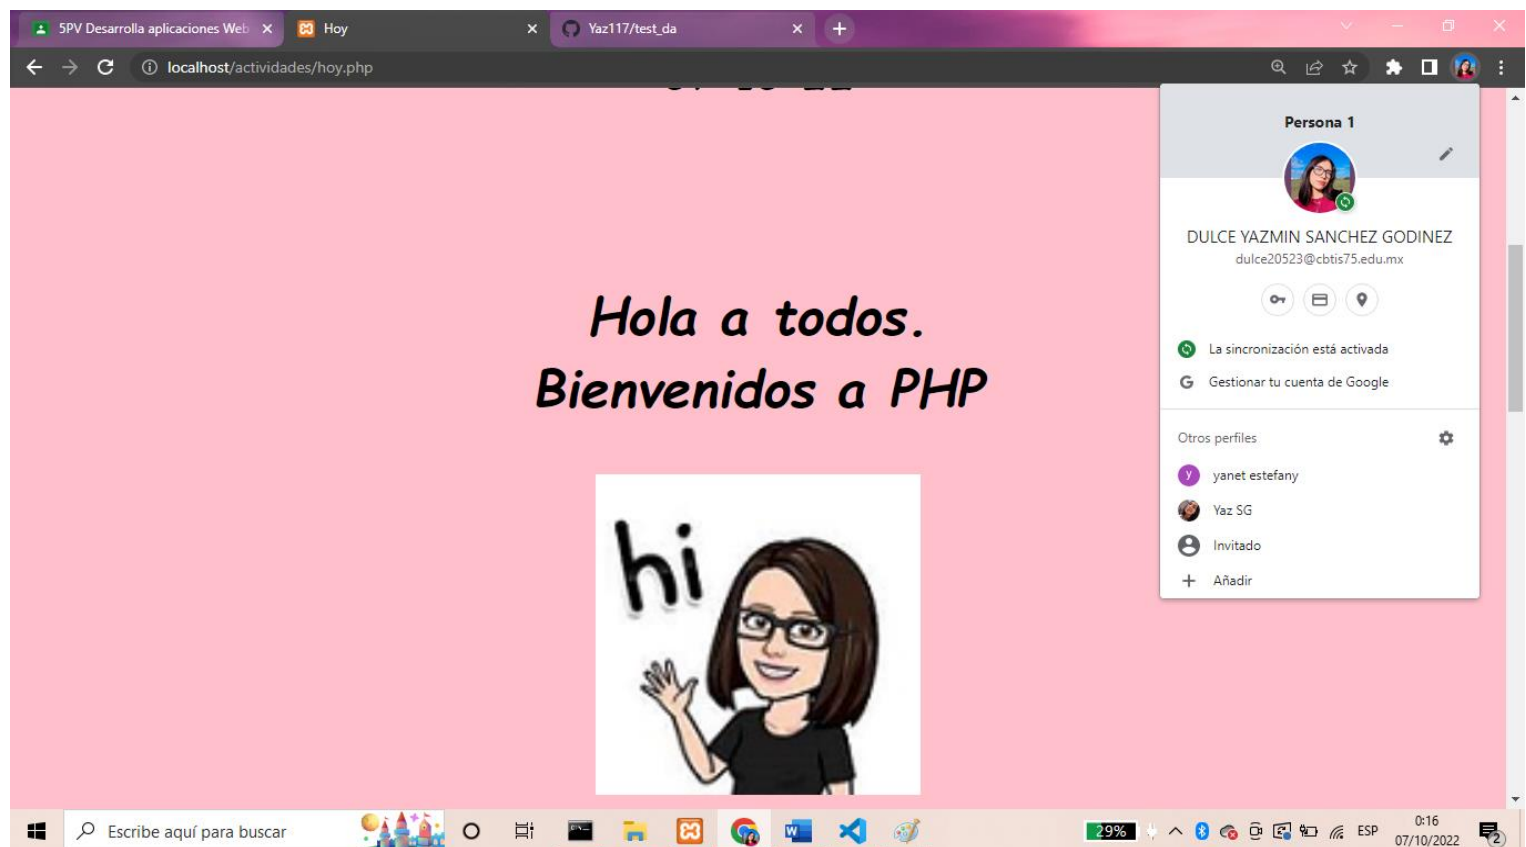 5PV Desarrolla aplicaciones Web
Hoy
Yaz117/test_da
localhost/actividades/hoy.php
Hola a todos.
Bienvenidos a PHP
hi
Persona 1
DULCE YAZMIN SANCHEZ GODINEZ
dulce20523@cbtis75.edu.mx
La sincronización está activada
G Gestionar tu cuenta de Google
Otros perfiles
y yanet estefany
Yaz SG
Invitado
+ Añadir
Escribe aquí para buscar
29%
ESP
0:16
07/10/2022
2